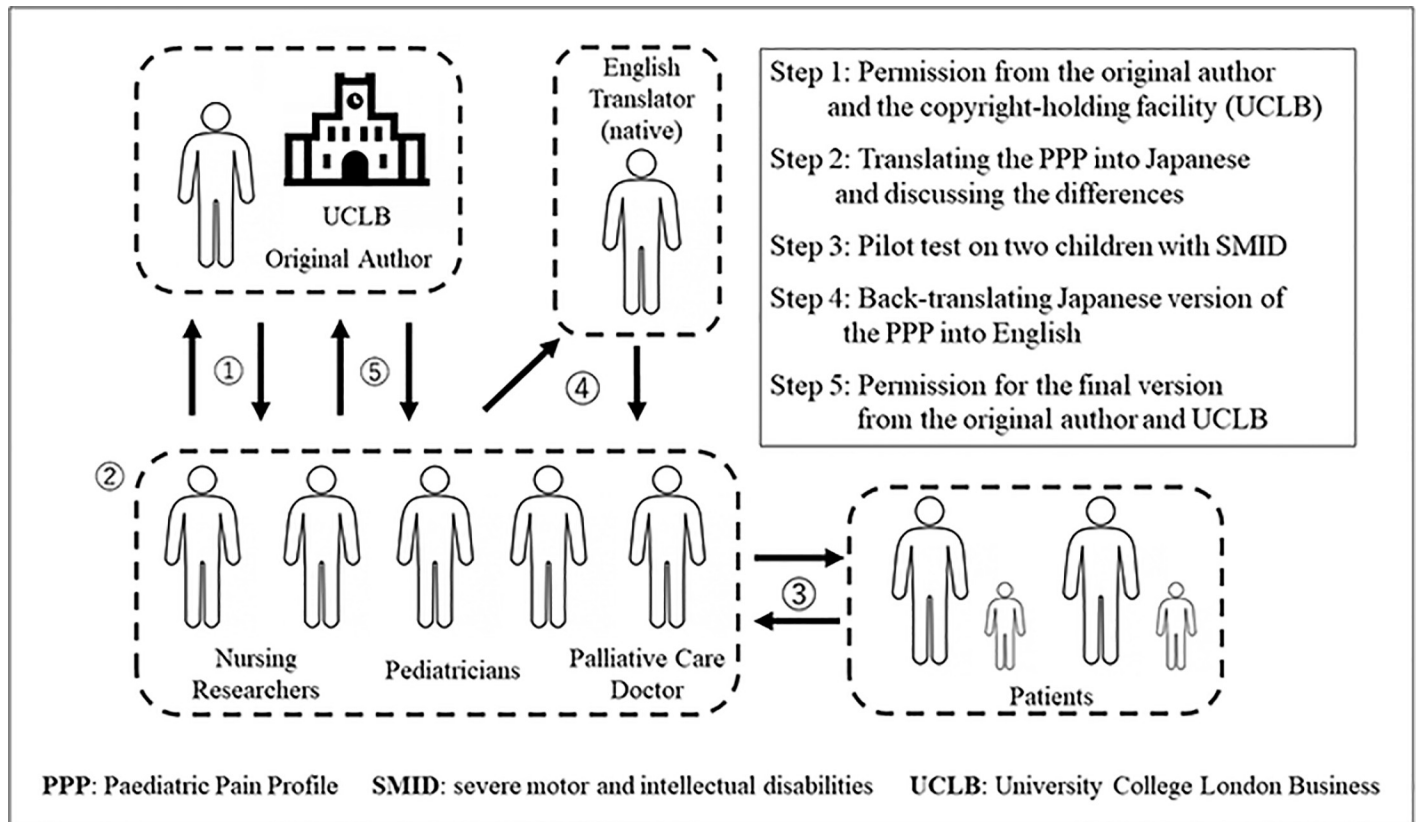 UCLB
Original Author
English
Translator
(native)
Step 1: Permission from the original author
and the copyright-holding facility (UCLB)
Step 2: Translating the PPP into Japanese
and discussing the differences
Step 3: Pilot test on two children with SMID
Step 4: Back-translating Japanese version of
the PPP into English
Step 5: Permission for the final version
from the original author and UCLB
①
⑤
④
②
③
Nursing
Researchers
Pediatricians
Palliative Care
Doctor
Patients
PPP: Paediatric Pain Profile SMID: severe motor and intellectual disabilities UCLB: University College London Business